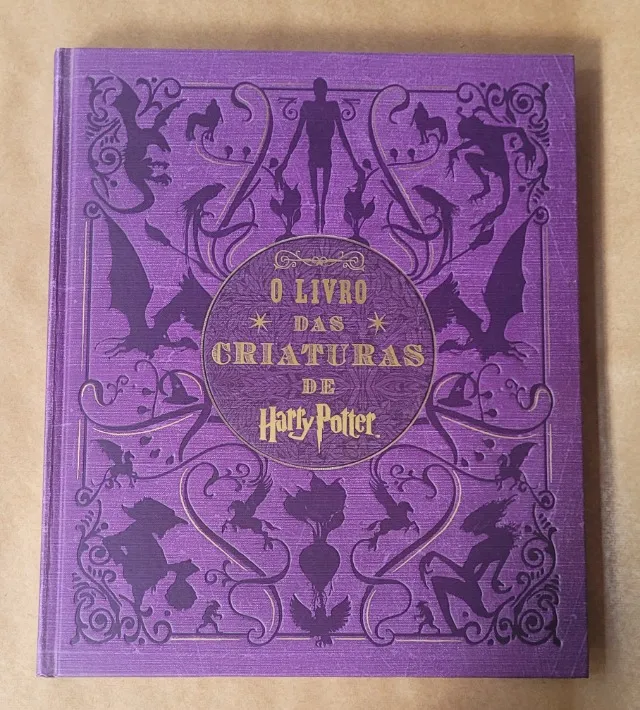 O LIVRO
DAS
CRIATURAS
DE
Harry Potter